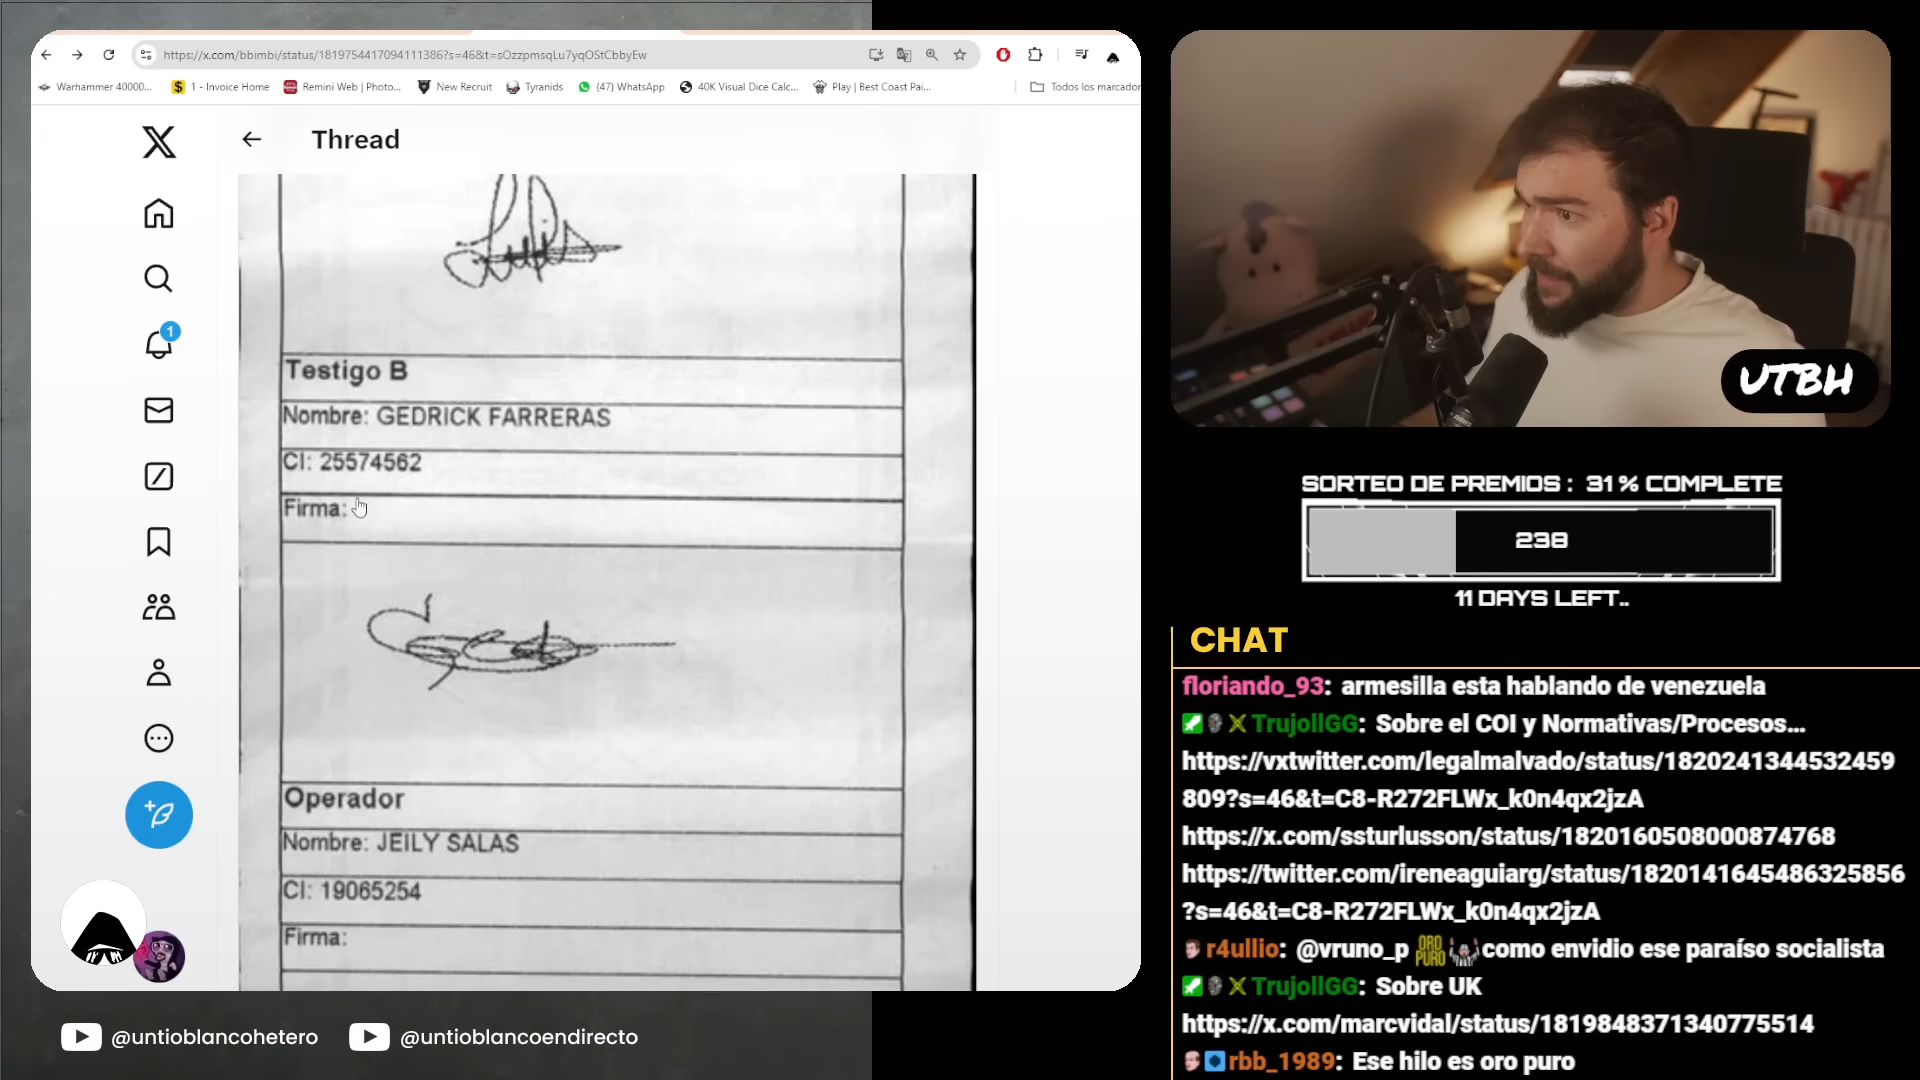 https://x.com/bbimbi/status/1819754417094111386?s=46&t=sOzzpmsqLu7yqOStCbbyEw
Warhammer 40000...
1 - Invoice Home
Remini Web | Photo...
New Recruit
Tyranids
(47) WhatsApp
40K Visual Dice Calc...
Play | Best Coast Pai...
Todos los marcador
Thread
1
Testigo B
Nombre: GEDRICK FARRERAS
CI: 25574562
Firma:
Operador
Nombre: JEILY SALAS
CI: 19065254
Firma:
@untioblancohetero
@untioblancoendirecto
UTBH
SORTEO DE PREMIOS : 31% COMPLETE
238
11 DAYS LEFT..
CHAT
floriando_93: armesilla esta hablando de venezuela
TrujollGG: Sobre el COI y Normativas/Procesos...
https://vxtwitter.com/legalmalvado/status/1820241344532459
809?s=46&t=C8-R272FLWx_k0n4qx2jzA
https://x.com/ssturlusson/status/1820160508000874768
https://twitter.com/ireneaguiarg/status/1820141645486325856
?s=46&t=C8-R272FLWx_k0n4qx2jzA
r4ullio: @vruno_p ORO PURO como envidio ese paraíso socialista
TrujollGG: Sobre UK
https://x.com/marcvidal/status/1819848371340775514
rbb_1989: Ese hilo es oro puro